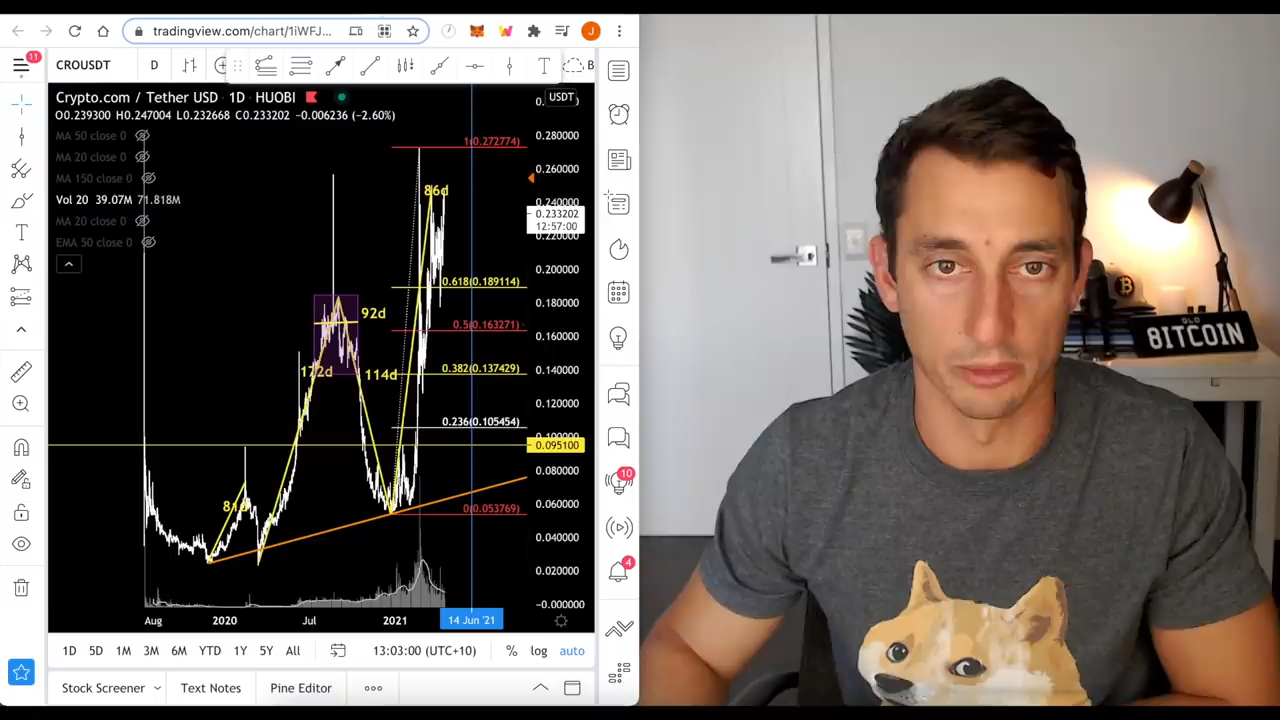 tradingview.com/chart/1iWFJ...
J
11
CROUSDT
D
T
B
Crypto.com / Tether USD · 1D · HUOBI
USDT
O0.239300 H0.247004 L0.232668 C0.233202 −0.006236 (−2.60%)
MA 50 close 0
MA 20 close 0
MA 150 close 0
Vol 20 39.07M 71.818M
MA 20 close 0
EMA 50 close 0
0.280000
0.260000
0.240000
0.233202
12:57:00
0.220000
0.200000
0.180000
0.160000
0.140000
0.120000
0.100000
0.095100
0.080000
0.060000
0.040000
0.020000
−0.000000
1(0.272774)
86d
0.618(0.189114)
92d
0.5(0.163271)
172d
114d
0.382(0.137429)
0.236(0.105454)
81d
0(0.053769)
Aug
2020
Jul
2021
14 Jun '21
1D
5D
1M
3M
6M
YTD
1Y
5Y
All
13:03:00 (UTC+10)
%
log
auto
Stock Screener
Text Notes
Pine Editor
10
4
QLD
BITCOIN